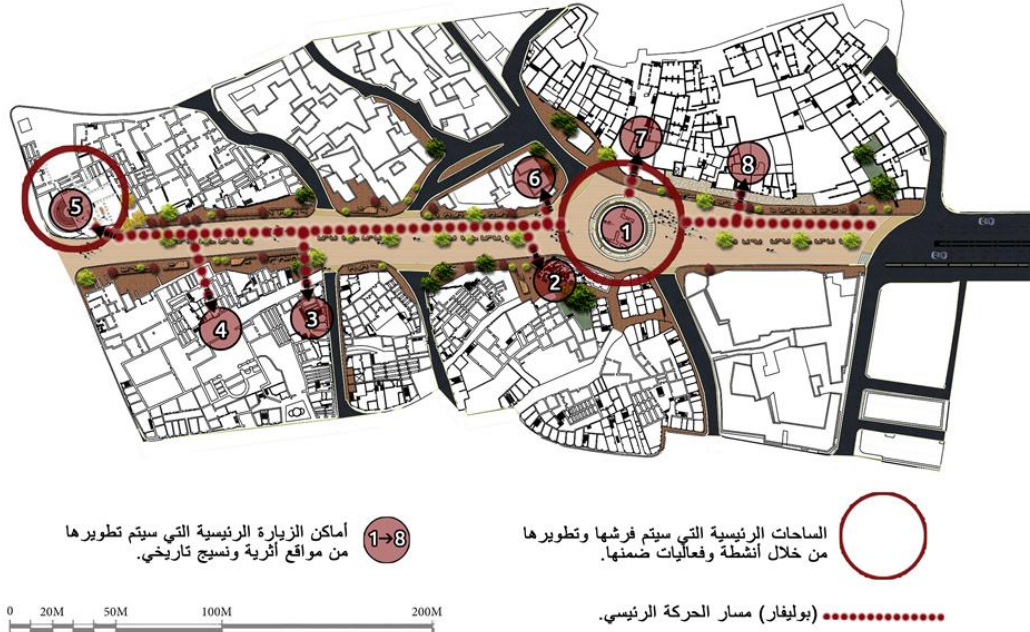 7
8
6
5
1
2
3
4
الساحات الرئيسية التي سيتم فرشها وتطويرها
من خلال أنشطة وفعاليات ضمنها.
1→8
أماكن الزيارة الرئيسية التي سيتم تطويرها
من مواقع أثرية ونسيج تاريخي.
(بوليفار) مسار الحركة الرئيسي.
0 20M 50M 100M 200M